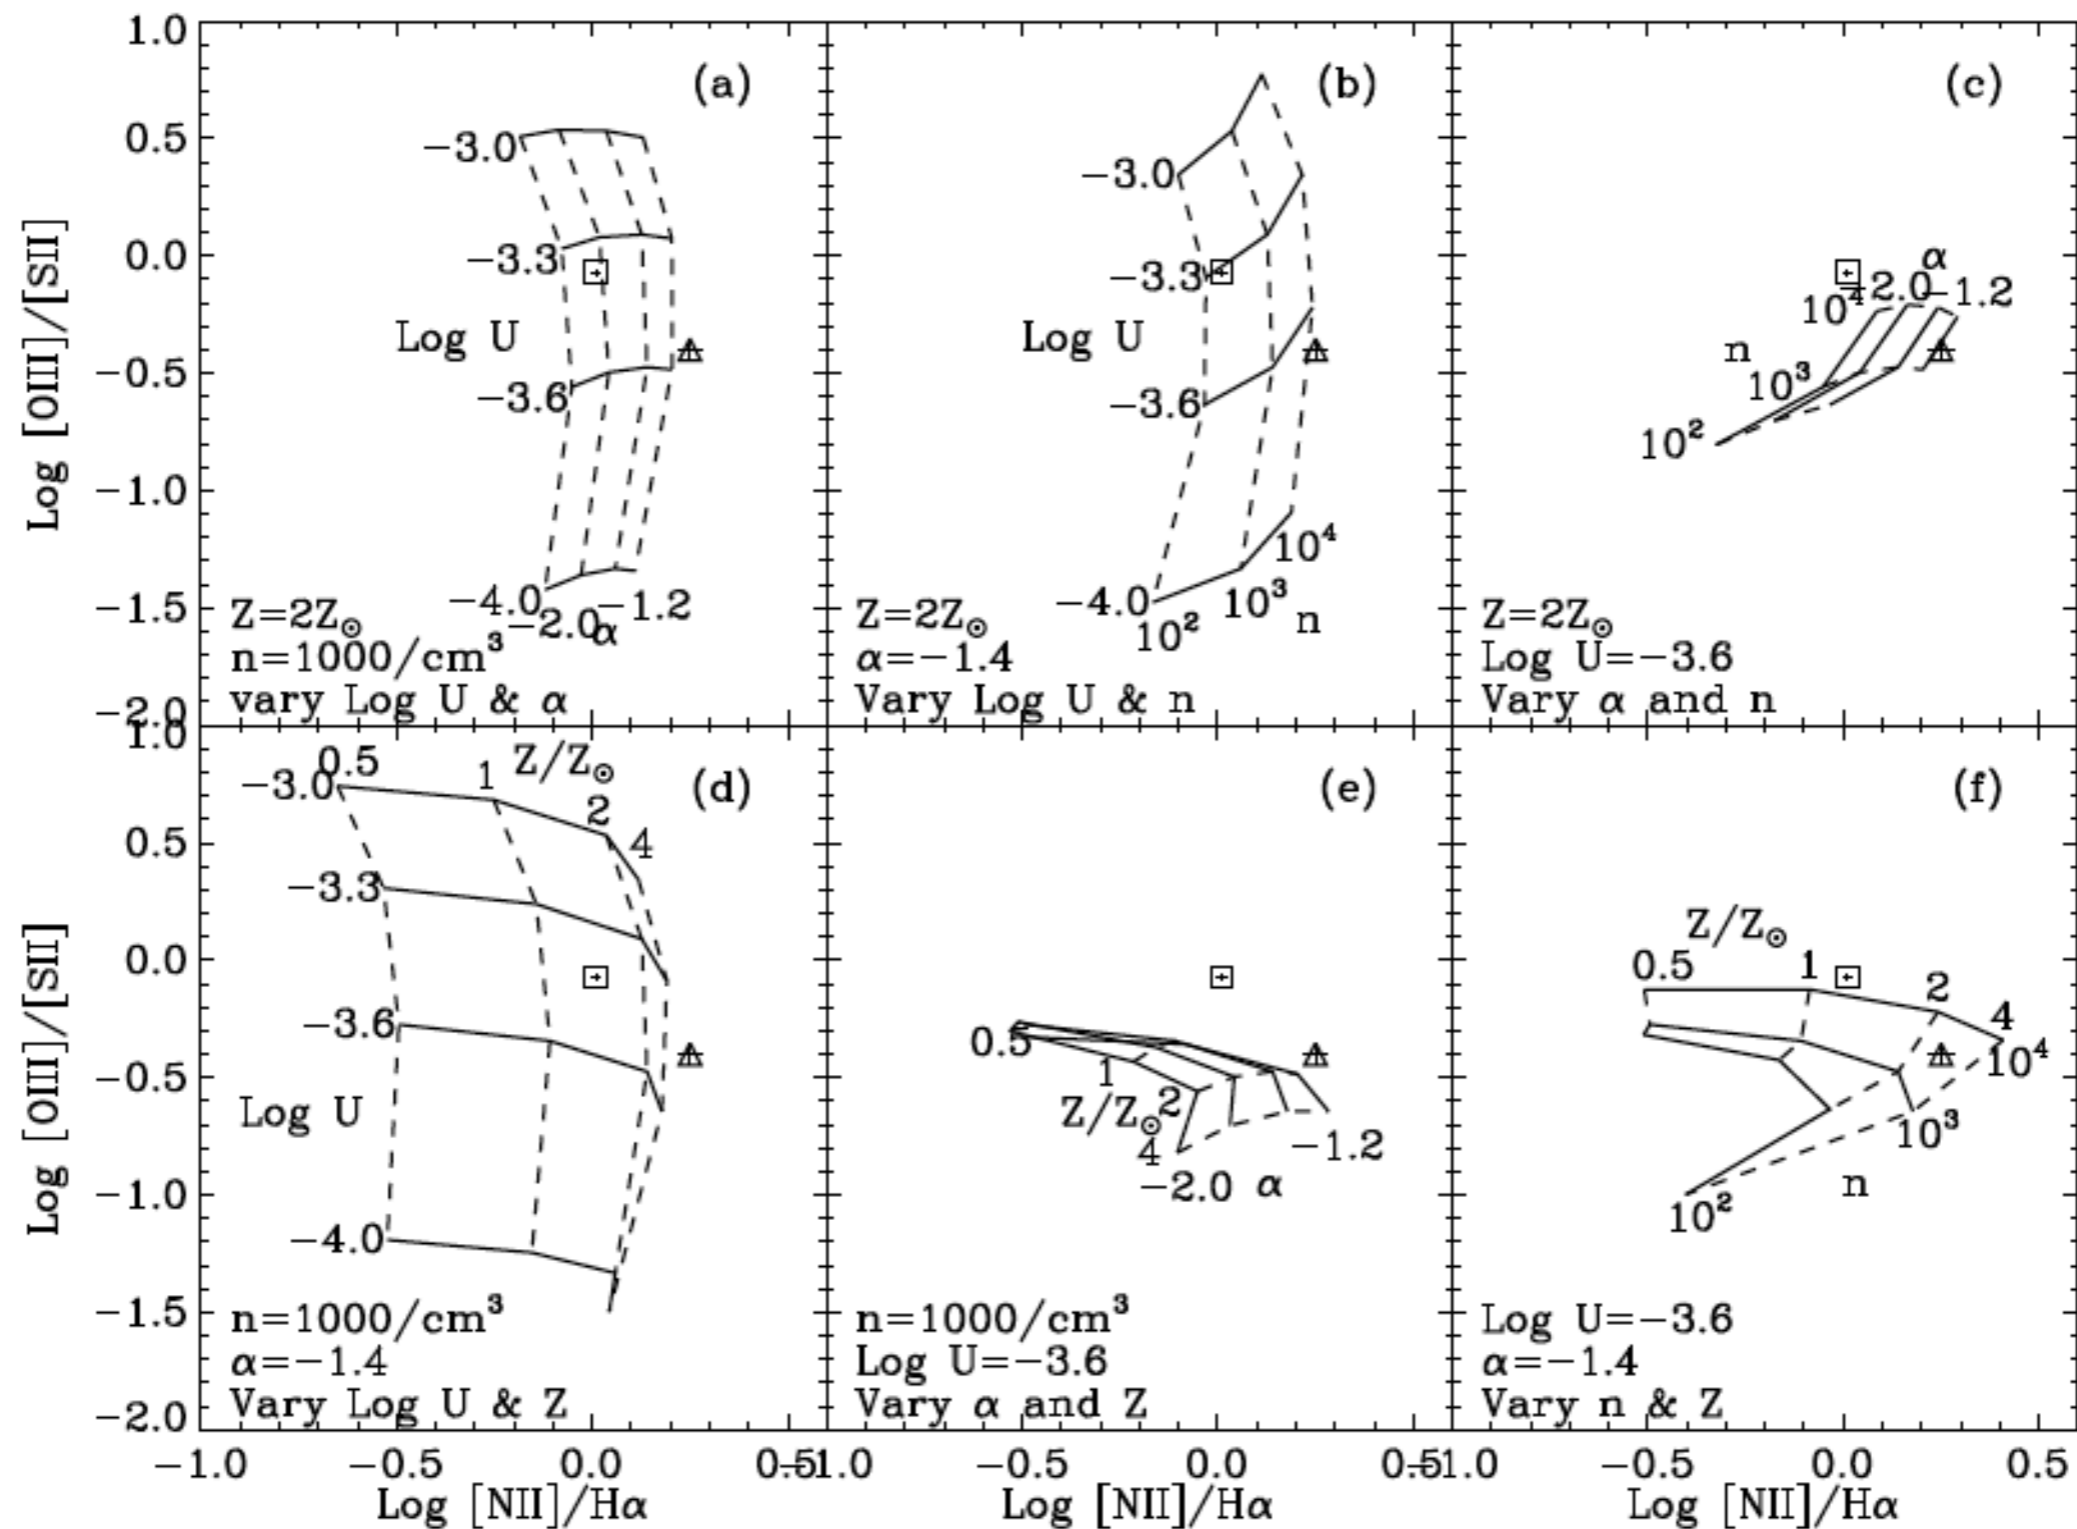 1.0
0.5
0.0
−0.5
−1.0
−1.5
−2.0
Log [OIII]/[SII]
(a)
−3.0
−3.3
Log U
−3.6
−4.0
−2.0
α
−1.2
Z=2Z⊙
n=1000/cm³
vary Log U & α
(b)
−3.0
−3.3
Log U
−3.6
−4.0
10²
10³
10⁴
n
Z=2Z⊙
α=−1.4
Vary Log U & n
(c)
α
10⁴
−2.0
−1.2
n
10³
10²
Z=2Z⊙
Log U=−3.6
Vary α and n
1.0
0.5
0.0
−0.5
−1.0
−1.5
−2.0
Log [OIII]/[SII]
(d)
0.5
1
Z/Z⊙
2
4
−3.0
−3.3
−3.6
Log U
−4.0
n=1000/cm³
α=−1.4
Vary Log U & Z
(e)
0.5
1
Z/Z⊙
2
4
−2.0
α
−1.2
n=1000/cm³
Log U=−3.6
Vary α and Z
(f)
Z/Z⊙
0.5
1
2
4
10⁴
10³
n
10²
Log U=−3.6
α=−1.4
Vary n & Z
−1.0
−0.5
0.0
0.5
−1.0
−0.5
0.0
0.5
−1.0
−0.5
0.0
0.5
Log [NII]/Hα
Log [NII]/Hα
Log [NII]/Hα